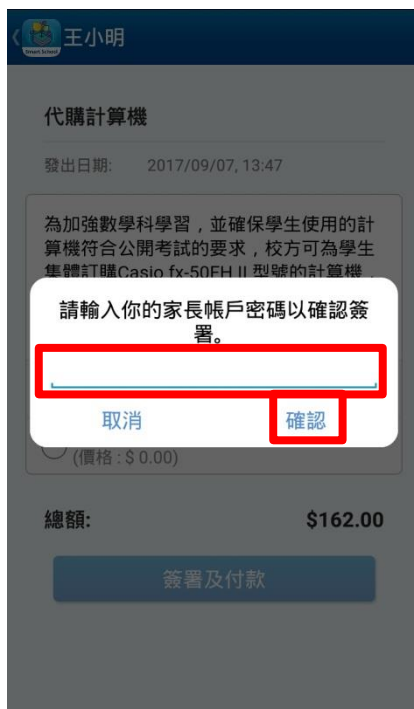 王小明
代購計算機
發出日期: 2017/09/07, 13:47
為加強數學科學習，並確保學生使用的計
算機符合公開考試的要求，校方可為學生
集體訂購Casio fx-50FH II 型號的計算機，
請輸入你的家長帳戶密碼以確認簽
署。
取消 確認
(價格 : $ 0.00)
總額: $162.00
簽署及付款